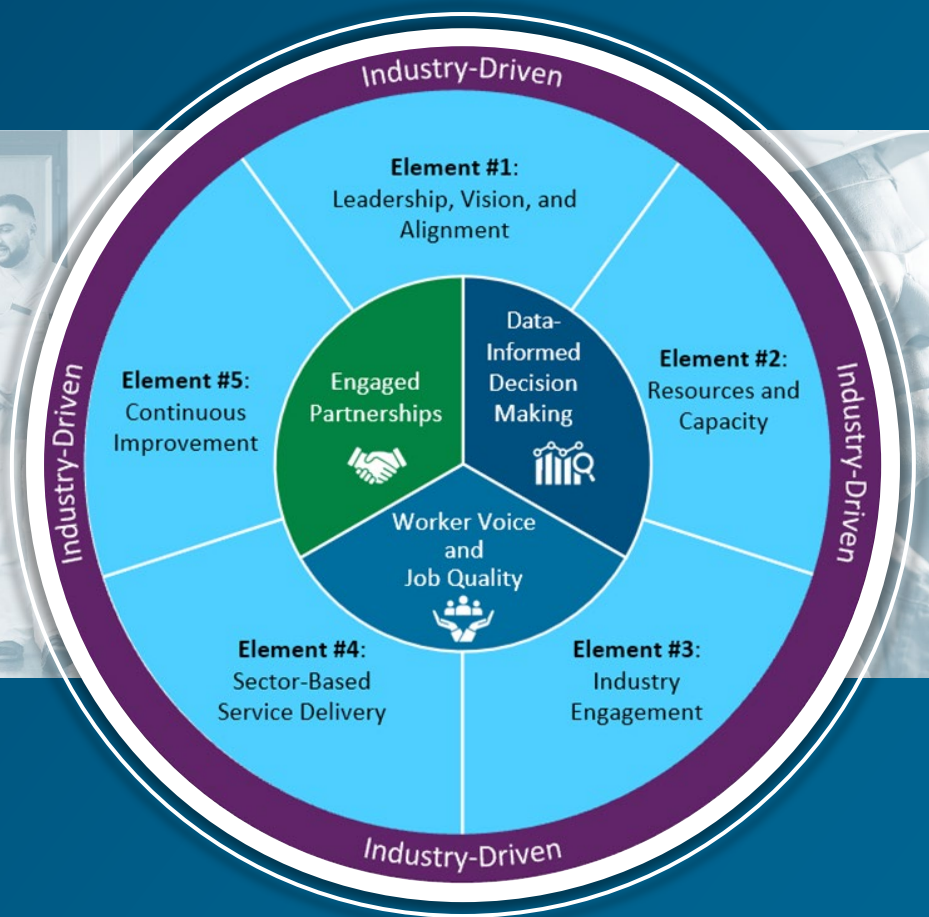 Industry-Driven
Element #1:
Leadership, Vision, and
Alignment
Element #2:
Resources and
Capacity
Industry-Driven
Element #3:
Industry
Engagement
Industry-Driven
Element #4:
Sector-Based
Service Delivery
Element #5:
Continuous
Improvement
Industry-Driven
Engaged
Partnerships
Data-
Informed
Decision
Making
Worker Voice
and
Job Quality